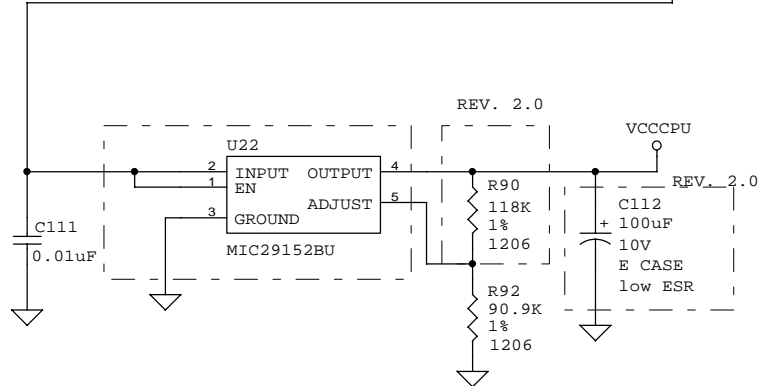 REV. 2.0
VCCCPU
U22
2 INPUT OUTPUT 4
1 EN
ADJUST 5
3 GROUND
MIC29152BU
C111
0.01uF
R90
118K
1%
1206
REV. 2.0
C112
+ 100uF
10V
E CASE
low ESR
R92
90.9K
1%
1206